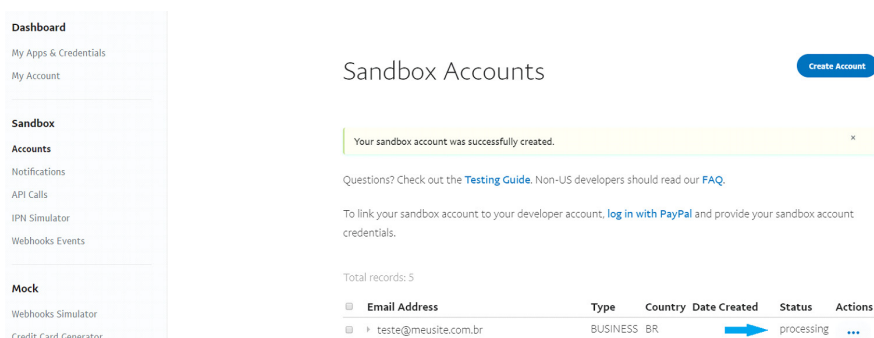 Dashboard
My Apps & Credentials
My Account
Sandbox
Accounts
Notifications
API Calls
IPN Simulator
Webhooks Events
Mock
Webhooks Simulator
Credit Card Generator
Sandbox Accounts
Create Account
Your sandbox account was successfully created.
×
Questions? Check out the Testing Guide. Non-US developers should read our FAQ.
To link your sandbox account to your developer account, log in with PayPal and provide your sandbox account
credentials.
Total records: 5
Email Address Type Country Date Created Status Actions
teste@meusite.com.br BUSINESS BR processing ...